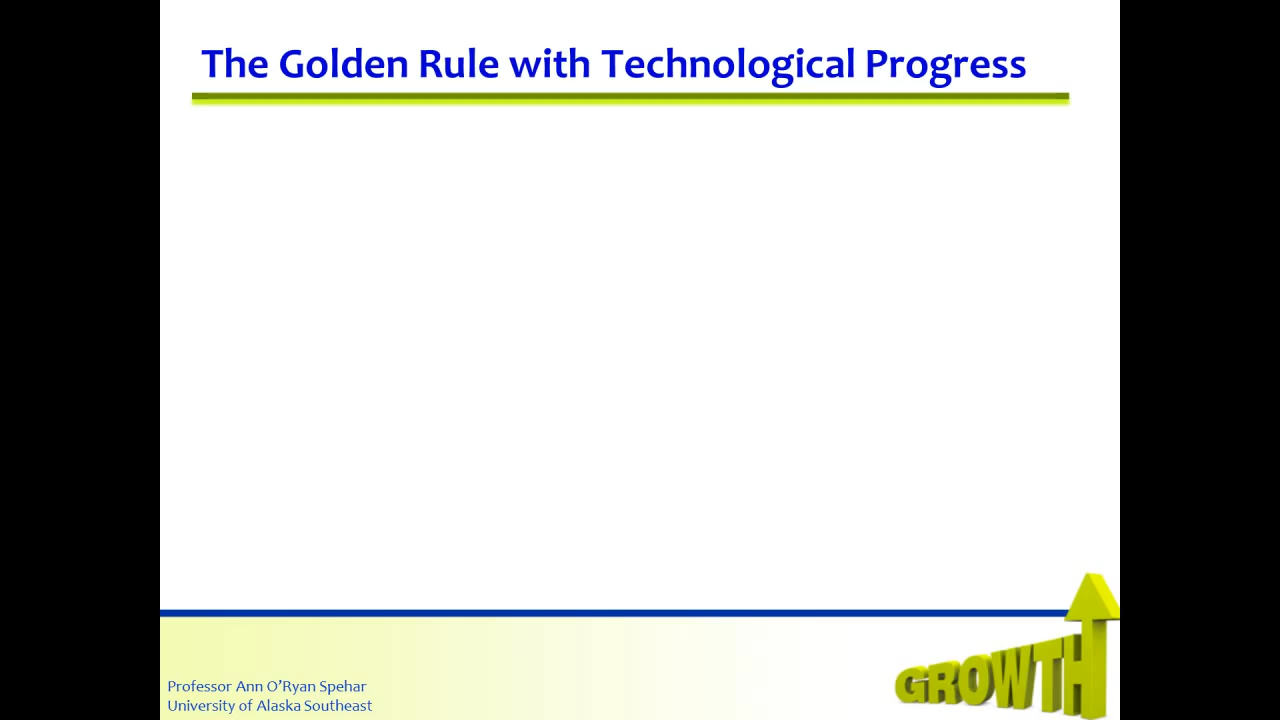 The Golden Rule with Technological Progress
GROWTH
Professor Ann O’Ryan Spehar
University of Alaska Southeast